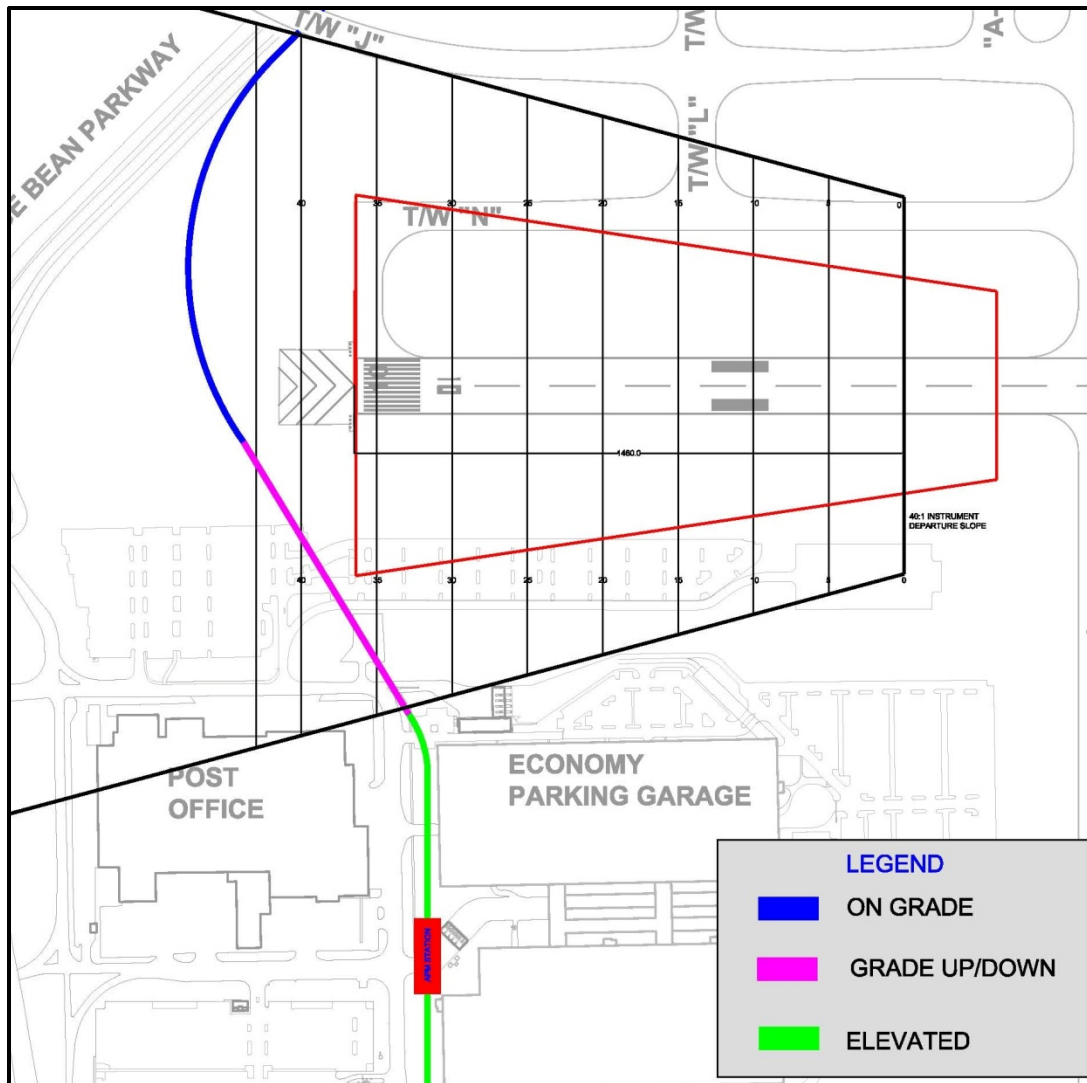 T/W "J"
T/W
"A-
E BEAN PARKWAY
T/W "L"
40 35 30 25 20 15 10 5 0
T/W "N"
1460.0
40:1 INSTRUMENT
DEPARTURE SLOPE
40 35 30 25 20 15 10 5 0
POST
OFFICE
ECONOMY
PARKING GARAGE
APM STATION
LEGEND
ON GRADE
GRADE UP/DOWN
ELEVATED